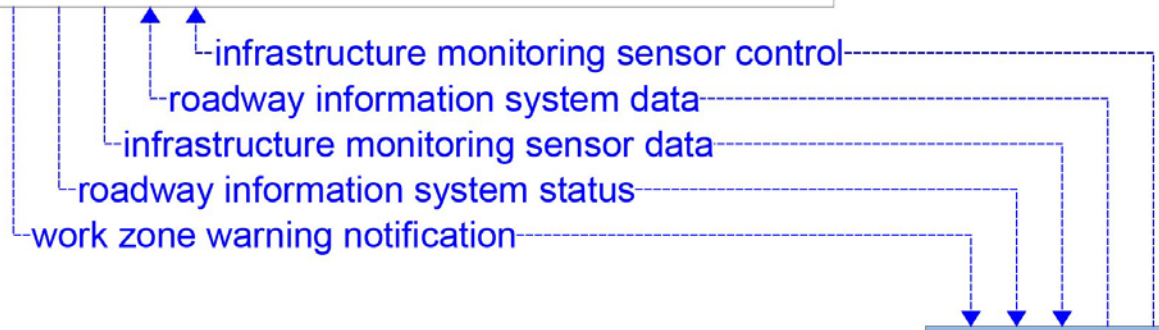 infrastructure monitoring sensor control
roadway information system data
infrastructure monitoring sensor data
roadway information system status
work zone warning notification